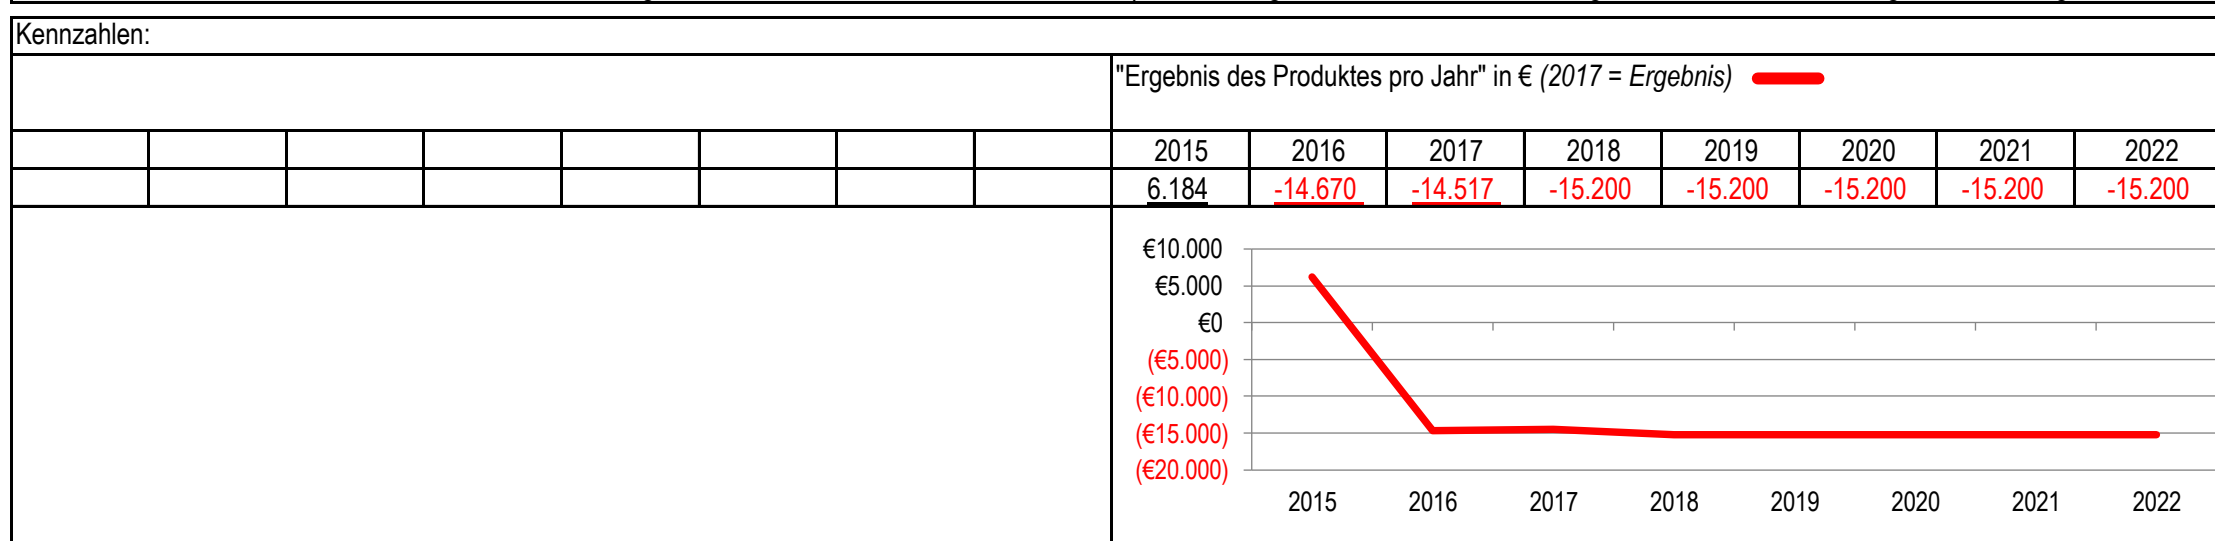 Kennzahlen:
"Ergebnis des Produktes pro Jahr" in € (2017 = Ergebnis)
2015 2016 2017 2018 2019 2020 2021 2022
6.184 -14.670 -14.517 -15.200 -15.200 -15.200 -15.200 -15.200
€10.000
€5.000
€0
(€5.000)
(€10.000)
(€15.000)
(€20.000)
2015 2016 2017 2018 2019 2020 2021 2022